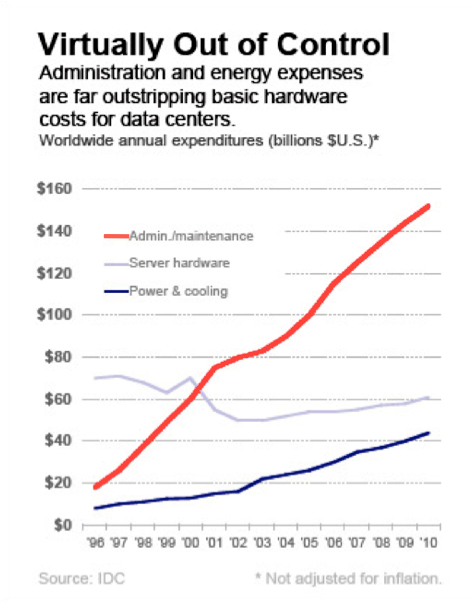 Virtually Out of Control
Administration and energy expenses
are far outstripping basic hardware
costs for data centers.
Worldwide annual expenditures (billions $U.S.)*
$160
$140
Admin./maintenance
Server hardware
$120
Power & cooling
$100
$80
$60
$40
$20
$0
'96 '97 '98 '99 '00 '01 '02 '03 '04 '05 '06 '07 '08 '09 '10
Source: IDC * Not adjusted for inflation.